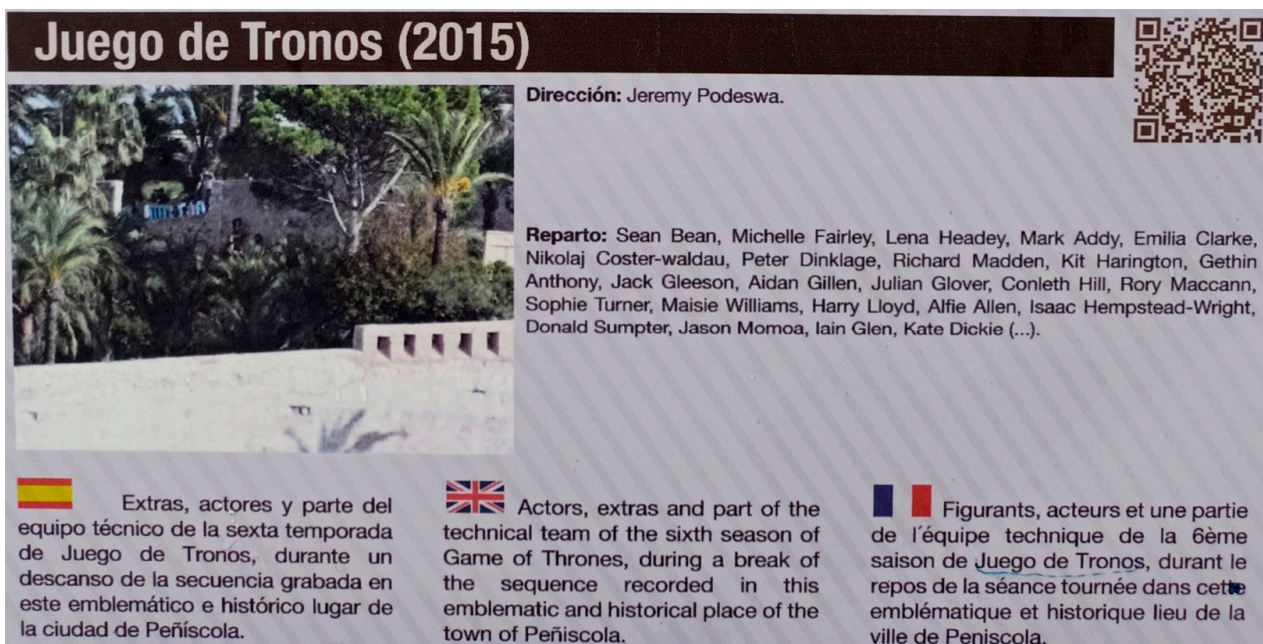 Juego de Tronos (2015)
Dirección: Jeremy Podeswa.
Reparto: Sean Bean, Michelle Fairley, Lena Headey, Mark Addy, Emilia Clarke,
Nikolaj Coster-waldau, Peter Dinklage, Richard Madden, Kit Harington, Gethin
Anthony, Jack Gleeson, Aidan Gillen, Julian Glover, Conleth Hill, Rory Maccann,
Sophie Turner, Maisie Williams, Harry Lloyd, Alfie Allen, Isaac Hempstead-Wright,
Donald Sumpter, Jason Momoa, Iain Glen, Kate Dickie (...).
Extras, actores y parte del
equipo técnico de la sexta temporada
de Juego de Tronos, durante un
descanso de la secuencia grabada en
este emblemático e histórico lugar de
la ciudad de Peñíscola.
Actors, extras and part of the
technical team of the sixth season of
Game of Thrones, during a break of
the sequence recorded in this
emblematic and historical place of the
town of Peñiscola.
Figurants, acteurs et une partie
de l'équipe technique de la 6ème
saison de Juego de Tronos, durant le
repos de la séance tournée dans cette
emblématique et historique lieu de la
ville de Peniscola.